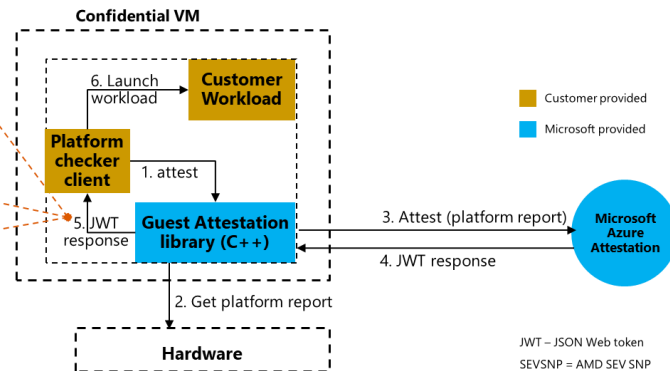 Confidential VM
6. Launch
workload
Customer
Workload
Platform
checker
client
1. attest
5. JWT
response
Guest Attestation
library (C++)
2. Get platform report
Hardware
3. Attest (platform report)
4. JWT response
Customer provided
Microsoft provided
Microsoft
Azure
Attestation
JWT – JSON Web token
SEVSNP = AMD SEV SNP